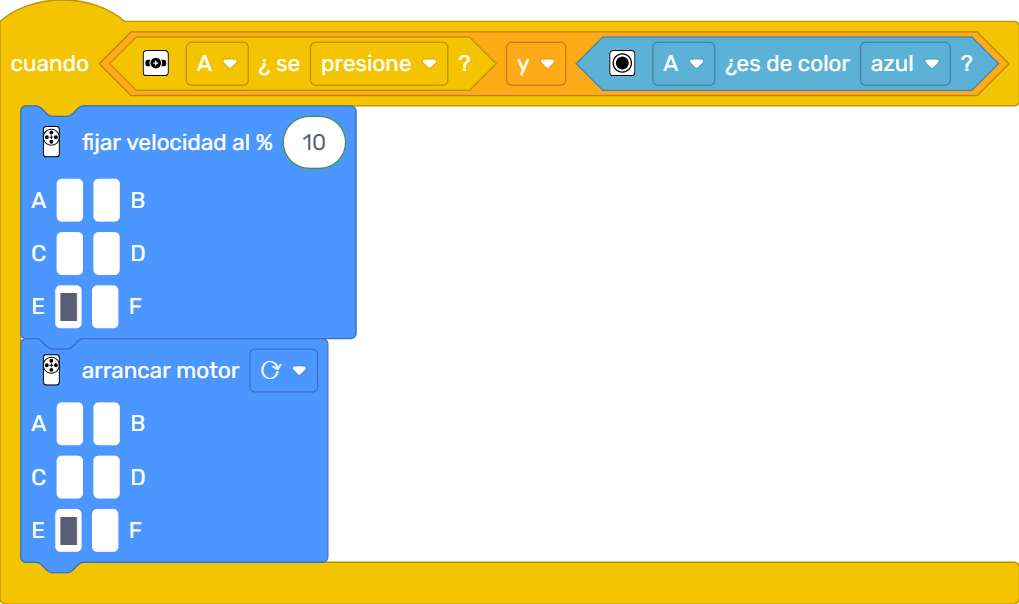 cuando A ¿ se presione ? y A ¿es de color azul ?
fijar velocidad al % 10
A B
C D
E F
arrancar motor
A B
C D
E F